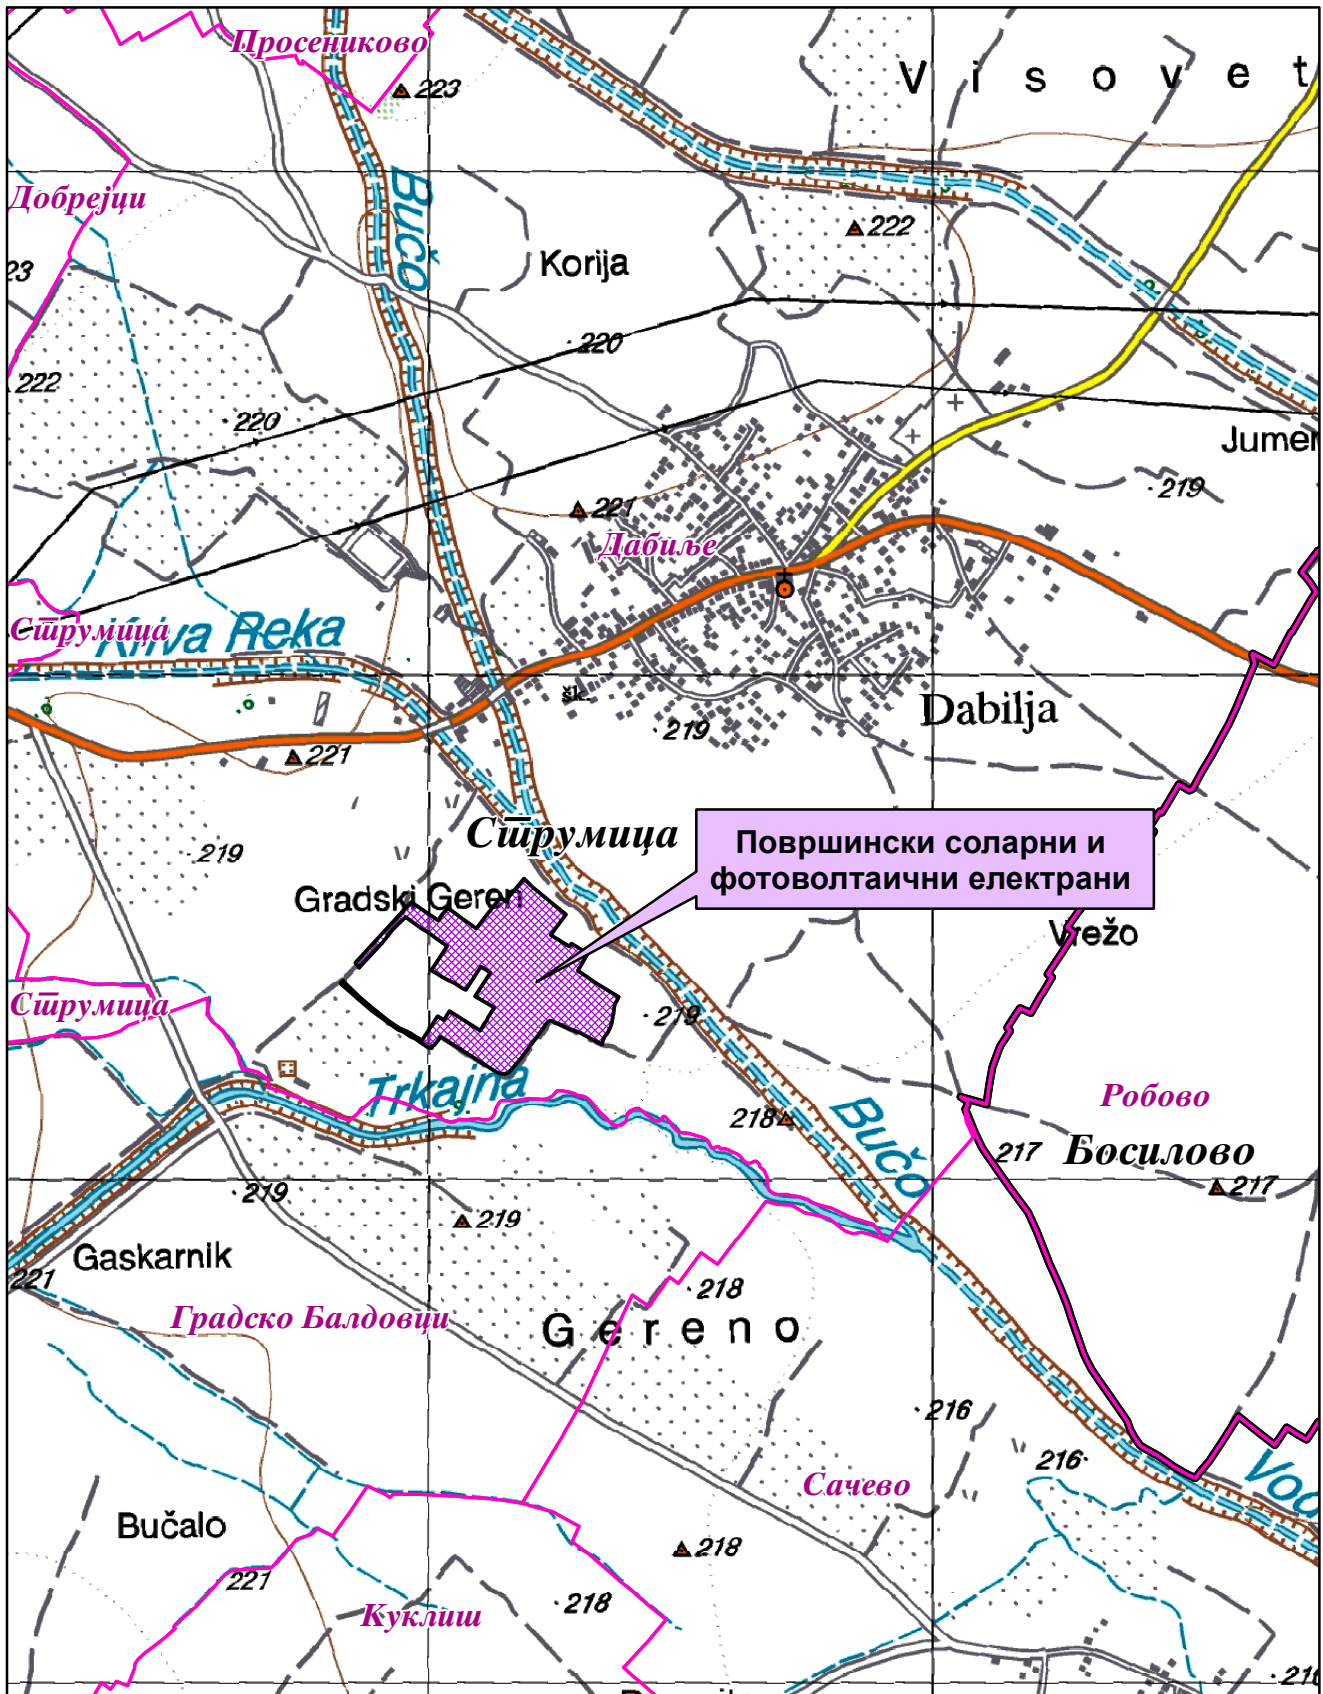 Просениково
223
V i s o v e t
Добрејци
Bučo
222
Korija
23
220
222
220
Jumer
219
221
Дабиље
Струмица
Kriva Reka
šk.
Dabilja
219
221
Струмица
Површински соларни и
фотоволтаични електрани
219
Gradski Geren
Vrežo
Струмица
219
Trkajna
Робово
218
Bučo
217
Босилово
217
219
219
Gaskarnik
221
218
Градско Балдовци
G e r e n o
216
216
Сачево
Vod
Bučalo
218
221
218
Куклиш
216